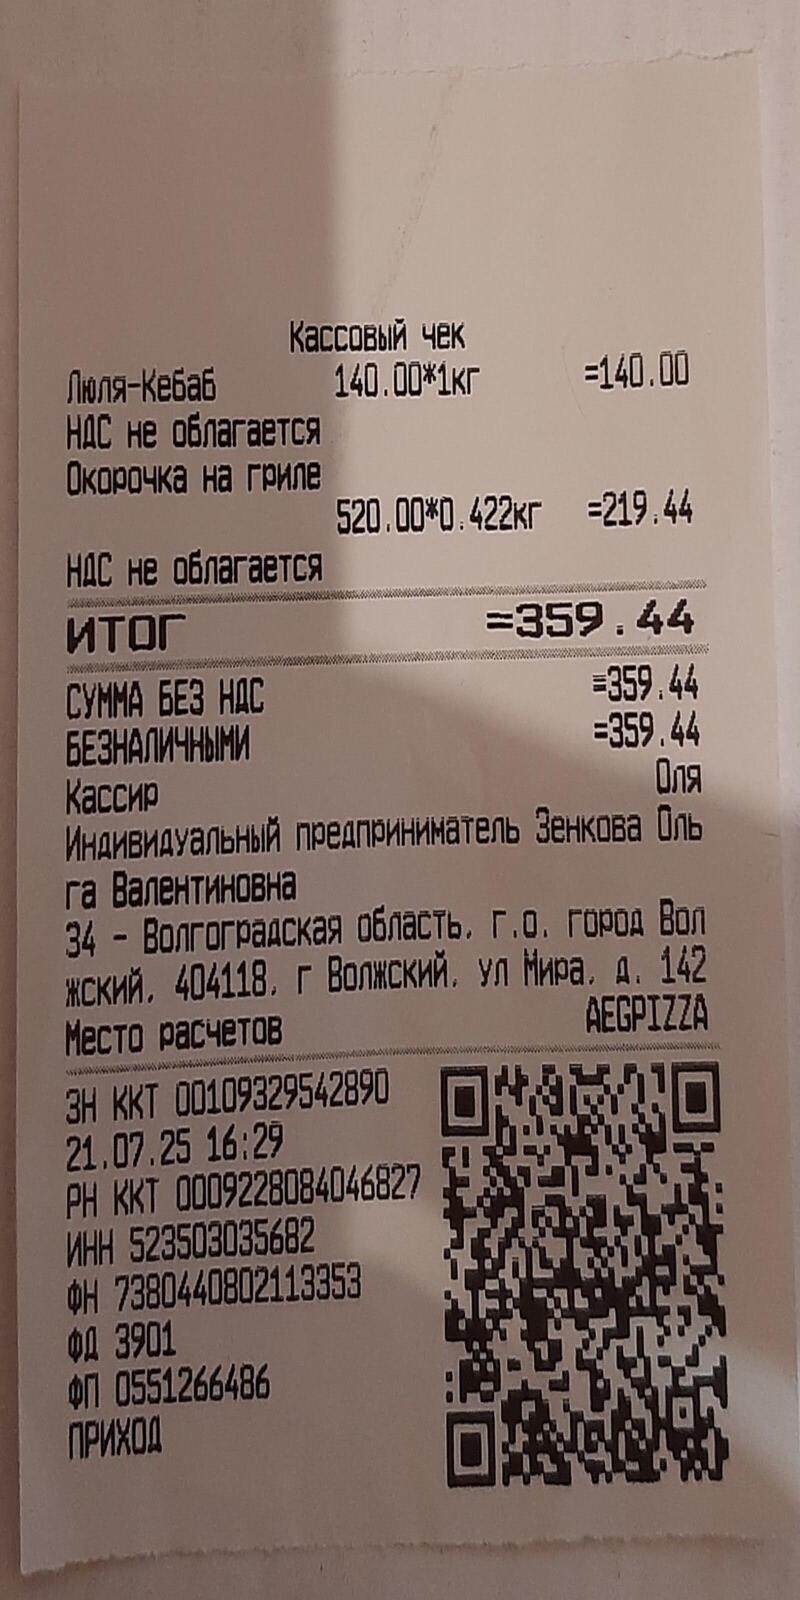 Кассовый чек
Люля-Кебаб 140.00*1кг =140.00
НДС не облагается
Окорочка на гриле
520.00*0.422кг =219.44
НДС не облагается
ИТОГ =359.44
СУММА БЕЗ НДС =359.44
БЕЗНАЛИЧНЫМИ =359.44
Кассир Оля
Индивидуальный предприниматель Зенкова Оль
га Валентиновна
34 - Волгоградская область, г.о. город Вол
жский, 404118, г Волжский, ул Мира, д. 142
Место расчетов AEGPIZZA
ЗН ККТ 00109329542890
21.07.25 16:29
РН ККТ 0009228084046827
ИНН 523503035682
ФН 7380440802113353
ФД 3901
ФП 0551266486
ПРИХОД